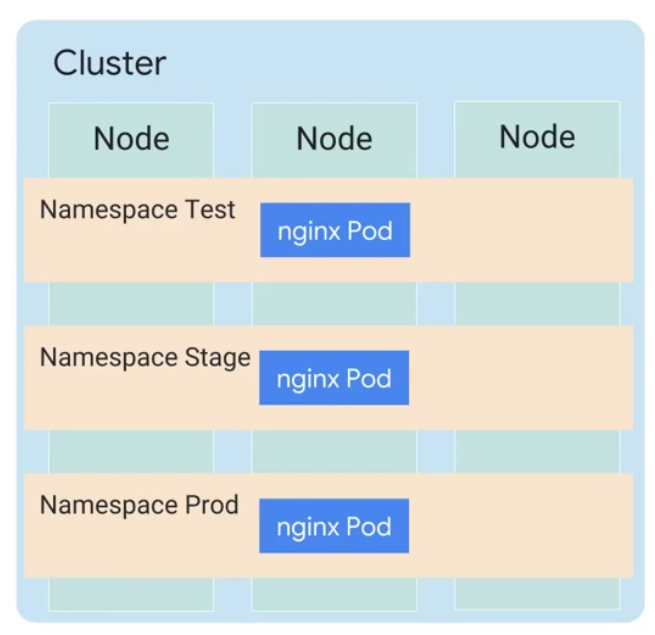 Cluster
Node
Node
Node
Namespace Test
nginx Pod
Namespace Stage
nginx Pod
Namespace Prod
nginx Pod